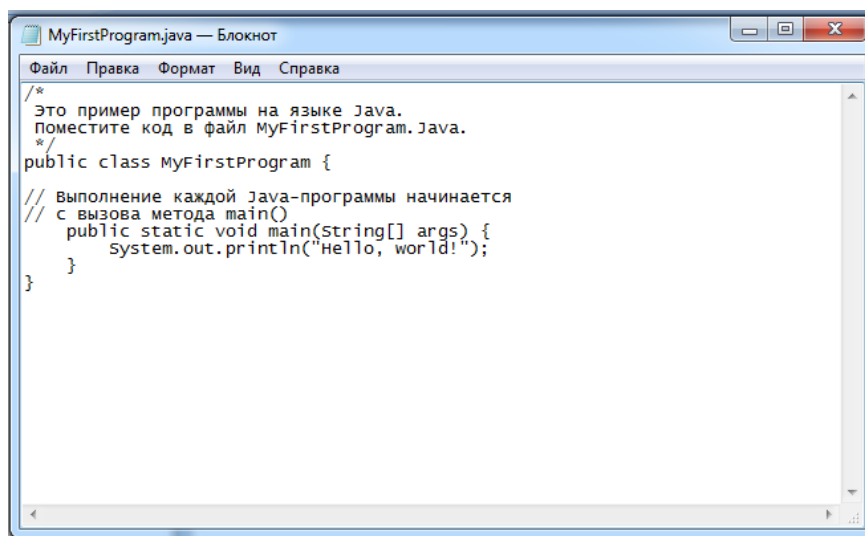 MyFirstProgram.java — Блокнот
Файл Правка Формат Вид Справка
/*
 Это пример программы на языке Java.
 Поместите код в файл MyFirstProgram.Java.
 */
public class MyFirstProgram {

// Выполнение каждой Java-программы начинается
// с вызова метода main()
    public static void main(String[] args) {
        System.out.println("Hello, world!");
    }
}